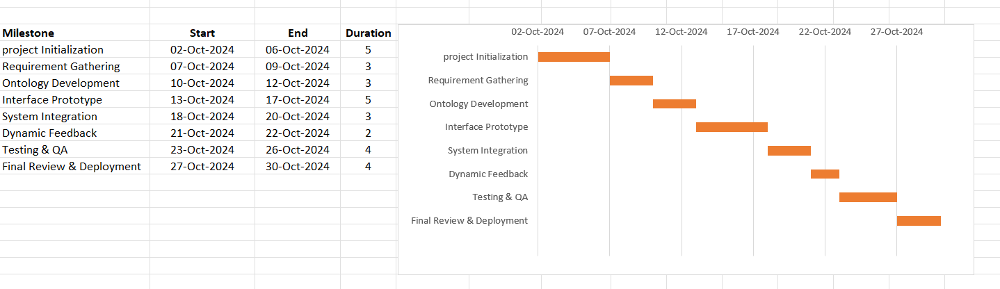 Milestone Start End Duration
project Initialization 02-Oct-2024 06-Oct-2024 5
Requirement Gathering 07-Oct-2024 09-Oct-2024 3
Ontology Development 10-Oct-2024 12-Oct-2024 3
Interface Prototype 13-Oct-2024 17-Oct-2024 5
System Integration 18-Oct-2024 20-Oct-2024 3
Dynamic Feedback 21-Oct-2024 22-Oct-2024 2
Testing & QA 23-Oct-2024 26-Oct-2024 4
Final Review & Deployment 27-Oct-2024 30-Oct-2024 4
02-Oct-2024 07-Oct-2024 12-Oct-2024 17-Oct-2024 22-Oct-2024 27-Oct-2024
project Initialization
Requirement Gathering
Ontology Development
Interface Prototype
System Integration
Dynamic Feedback
Testing & QA
Final Review & Deployment